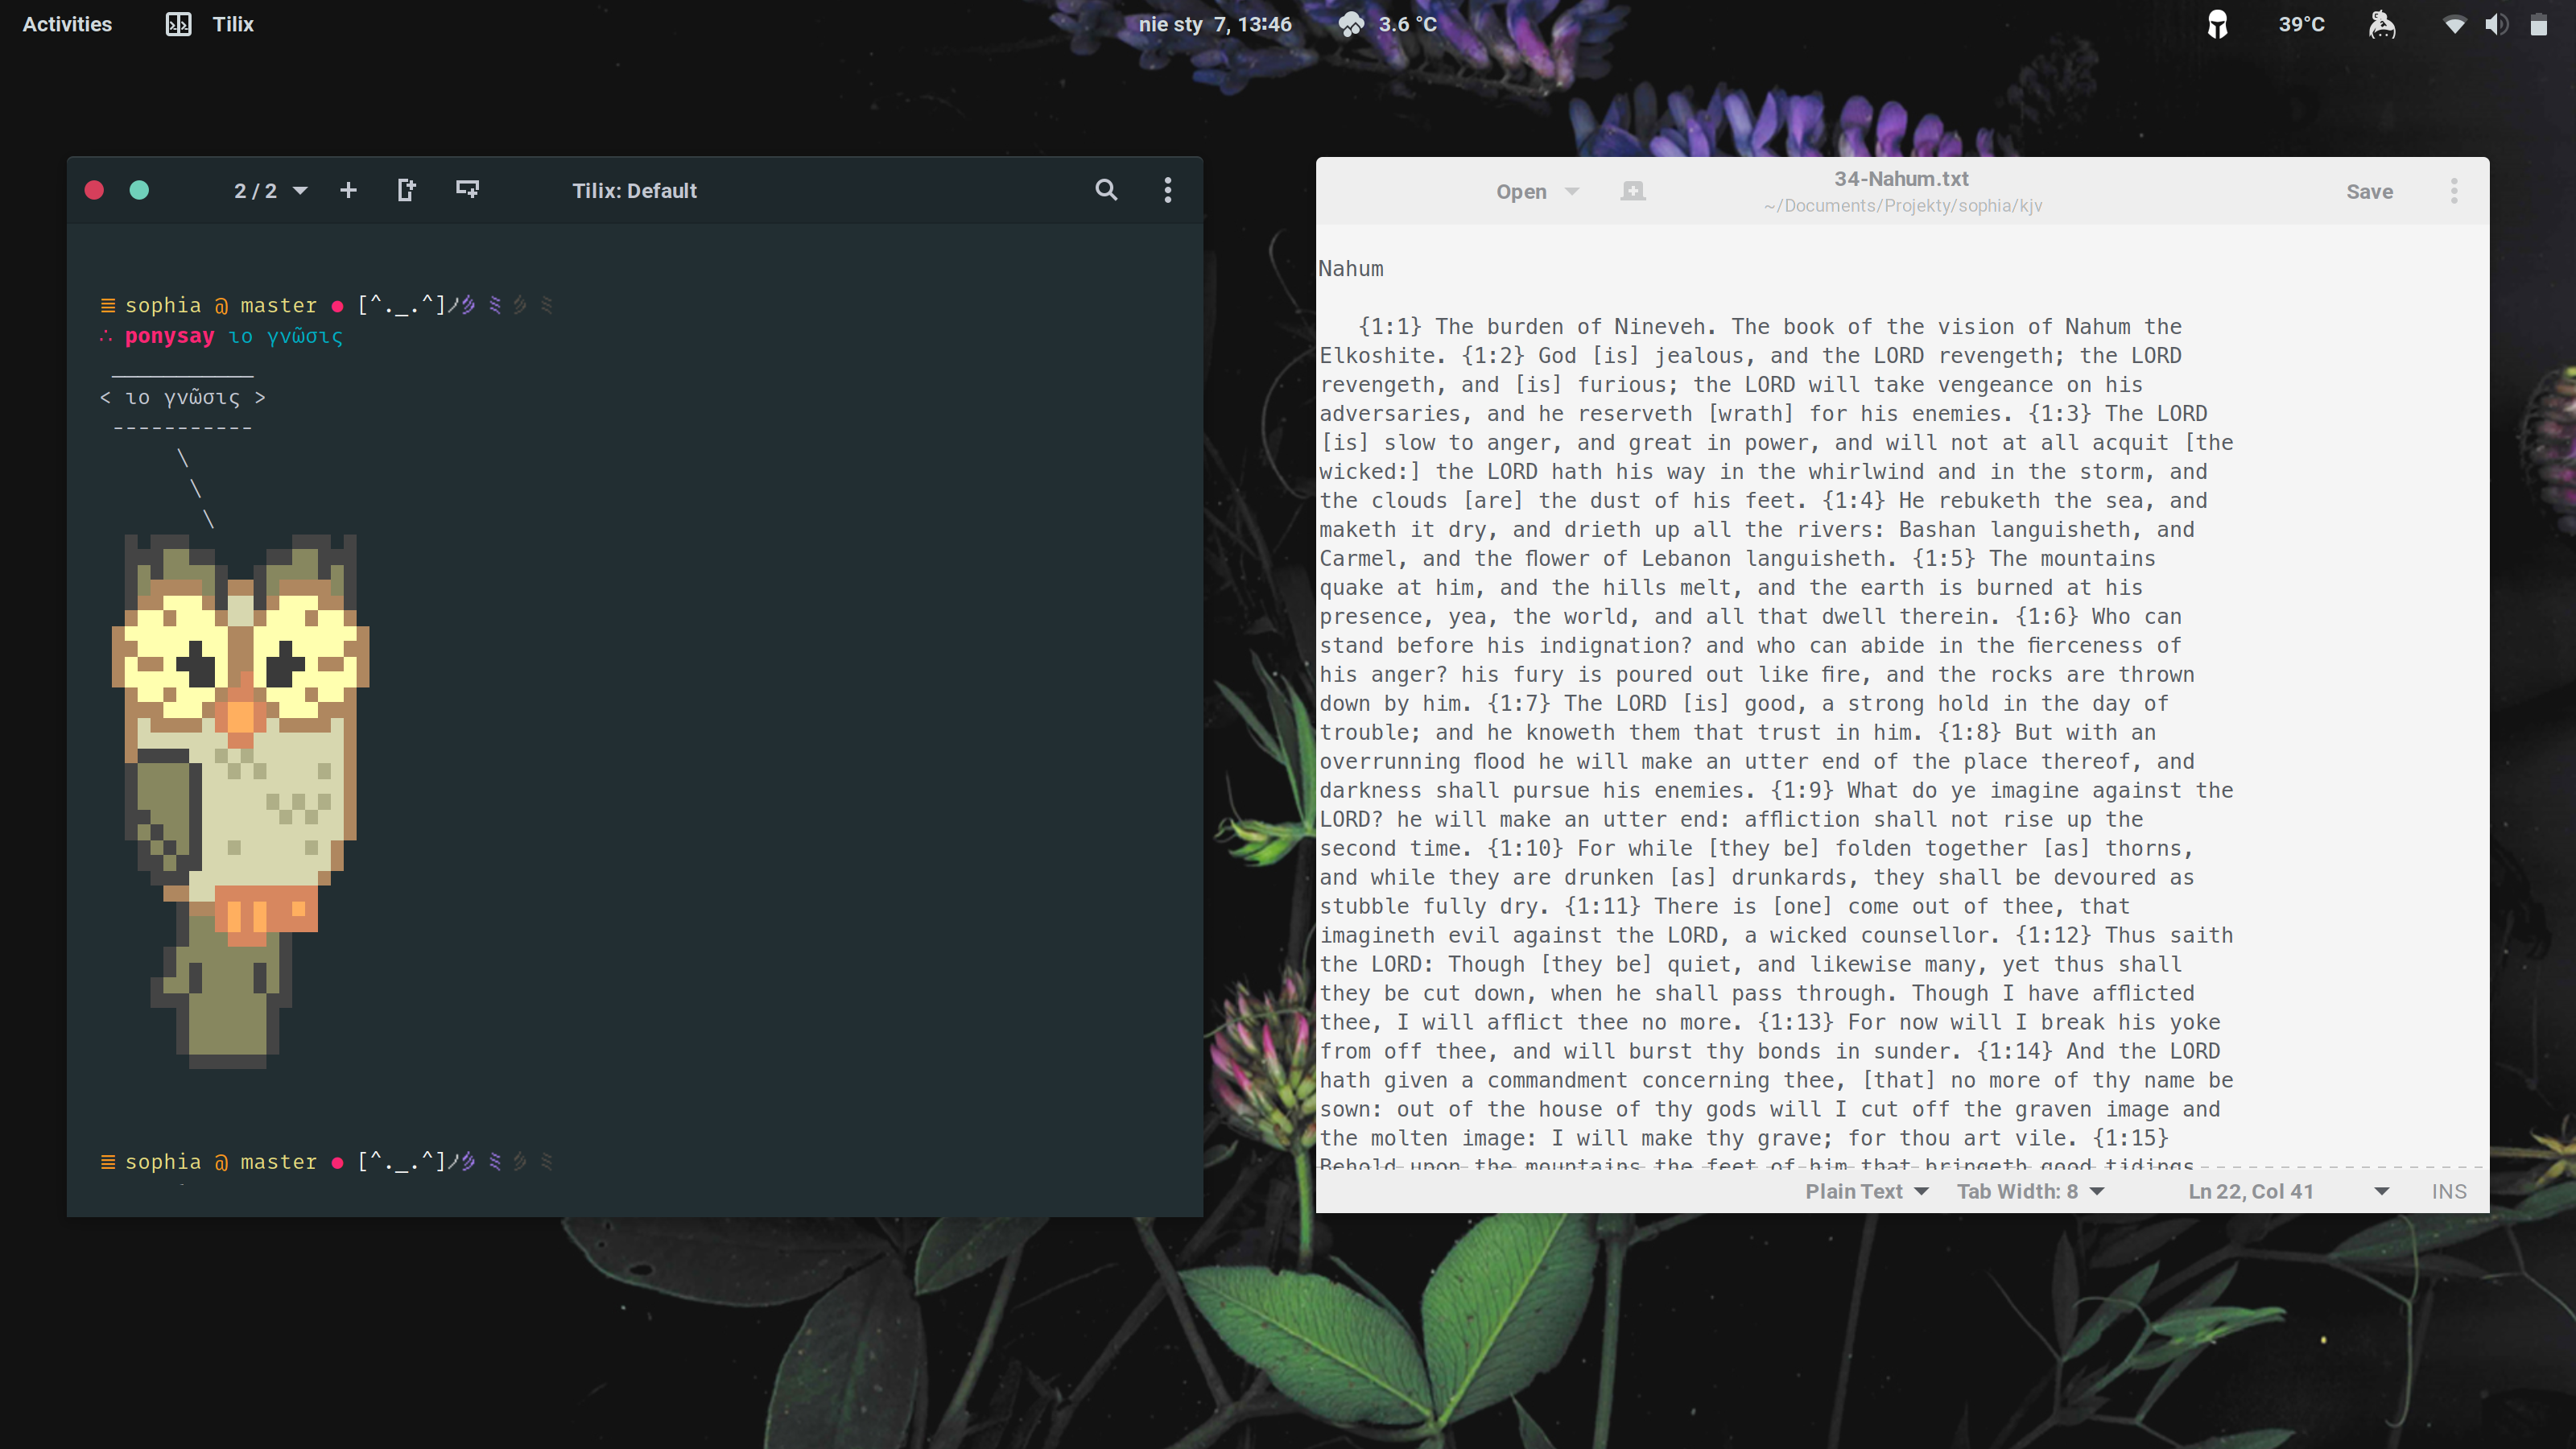 Activities Tilix nie sty 7, 13:46 3.6 °C 39°C
2 / 2 Tilix: Default
≣ sophia @ master ● [^._.^]ﾉ彡 ミ 彡 ミ
∴ ponysay ιο γνῶσις
___________
< ιο γνῶσις >
-----------
\
\
\
≣ sophia @ master ● [^._.^]ﾉ彡 ミ 彡 ミ
Open 34-Nahum.txt Save
~/Documents/Projekty/sophia/kjv
Nahum
{1:1} The burden of Nineveh. The book of the vision of Nahum the
Elkoshite. {1:2} God [is] jealous, and the LORD revengeth; the LORD
revengeth, and [is] furious; the LORD will take vengeance on his
adversaries, and he reserveth [wrath] for his enemies. {1:3} The LORD
[is] slow to anger, and great in power, and will not at all acquit [the
wicked:] the LORD hath his way in the whirlwind and in the storm, and
the clouds [are] the dust of his feet. {1:4} He rebuketh the sea, and
maketh it dry, and drieth up all the rivers: Bashan languisheth, and
Carmel, and the flower of Lebanon languisheth. {1:5} The mountains
quake at him, and the hills melt, and the earth is burned at his
presence, yea, the world, and all that dwell therein. {1:6} Who can
stand before his indignation? and who can abide in the fierceness of
his anger? his fury is poured out like fire, and the rocks are thrown
down by him. {1:7} The LORD [is] good, a strong hold in the day of
trouble; and he knoweth them that trust in him. {1:8} But with an
overrunning flood he will make an utter end of the place thereof, and
darkness shall pursue his enemies. {1:9} What do ye imagine against the
LORD? he will make an utter end: affliction shall not rise up the
second time. {1:10} For while [they be] folden together [as] thorns,
and while they are drunken [as] drunkards, they shall be devoured as
stubble fully dry. {1:11} There is [one] come out of thee, that
imagineth evil against the LORD, a wicked counsellor. {1:12} Thus saith
the LORD: Though [they be] quiet, and likewise many, yet thus shall
they be cut down, when he shall pass through. Though I have afflicted
thee, I will afflict thee no more. {1:13} For now will I break his yoke
from off thee, and will burst thy bonds in sunder. {1:14} And the LORD
hath given a commandment concerning thee, [that] no more of thy name be
sown: out of the house of thy gods will I cut off the graven image and
the molten image: I will make thy grave; for thou art vile. {1:15}
Behold upon the mountains the feet of him that bringeth good tidings,
Plain Text Tab Width: 8 Ln 22, Col 41 INS